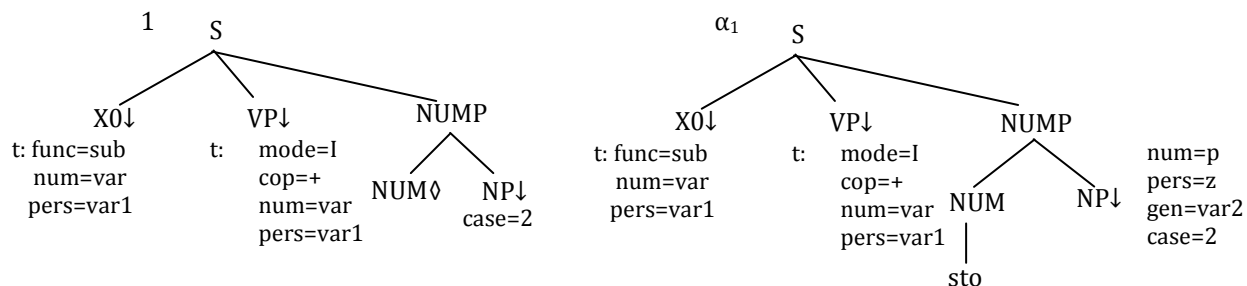 1
S
X0↓
VP↓
NUMP
t: func=sub
num=var
pers=var1
t: mode=I
cop=+
num=var
pers=var1
NUM◊
NP↓
case=2
α₁
S
X0↓
VP↓
NUMP
t: func=sub
num=var
pers=var1
t: mode=I
cop=+
num=var
pers=var1
NUM
NP↓
num=p
pers=z
gen=var2
case=2
sto